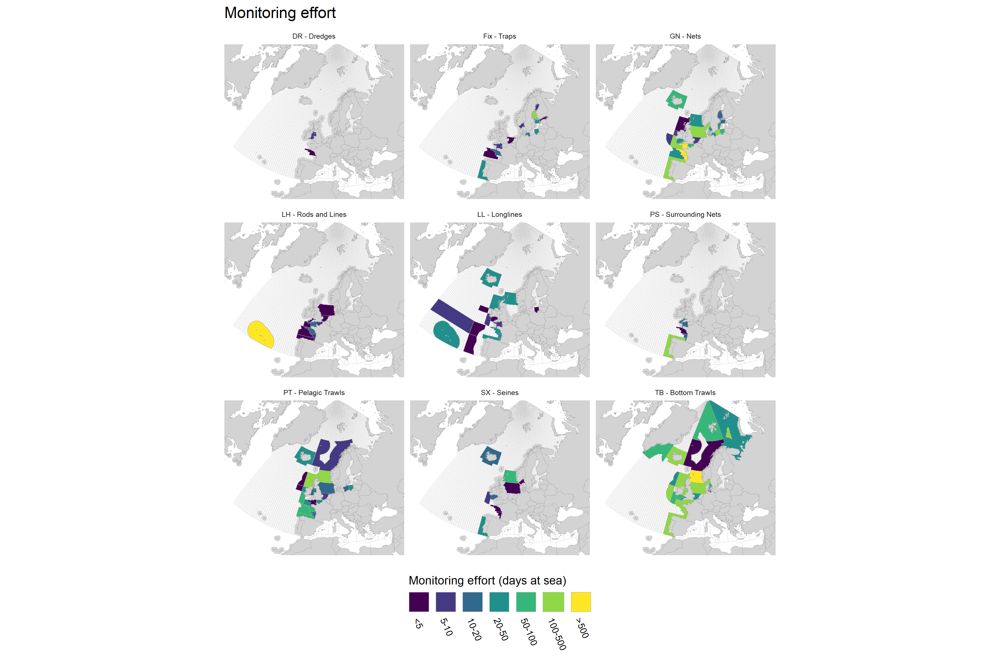 Monitoring effort
DR - Dredges
Fix - Traps
GN - Nets
LH - Rods and Lines
LL - Longlines
PS - Surrounding Nets
PT - Pelagic Trawls
SX - Seines
TB - Bottom Trawls
Monitoring effort (days at sea)
<5
5-10
10-20
20-50
50-100
100-500
>500